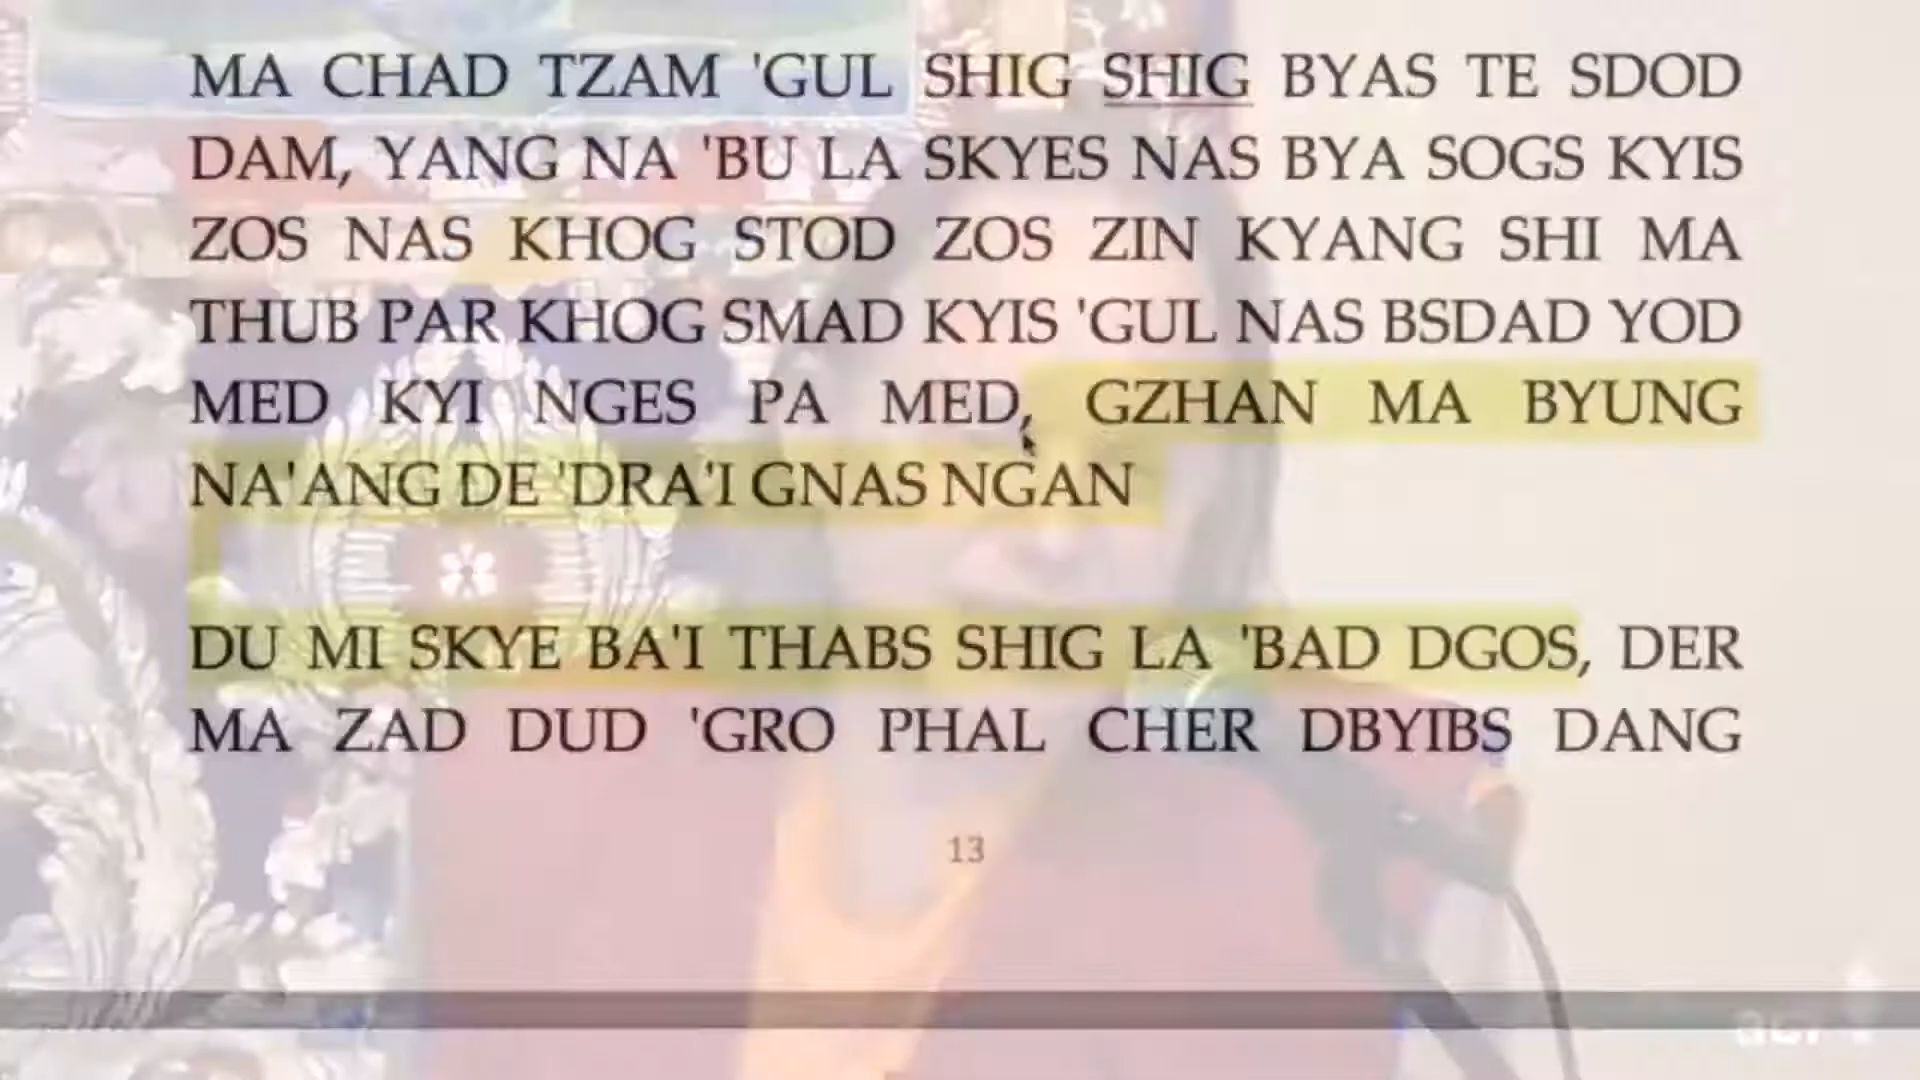 MA CHAD TZAM 'GUL SHIG SHIG BYAS TE SDOD
DAM, YANG NA 'BU LA SKYES NAS BYA SOGS KYIS
ZOS NAS KHOG STOD ZOS ZIN KYANG SHI MA
THUB PAR KHOG SMAD KYIS 'GUL NAS BSDAD YOD
MED KYI NGES PA MED, GZHAN MA BYUNG
NA'ANG DE 'DRA'I GNAS NGAN
DU MI SKYE BA'I THABS SHIG LA 'BAD DGOS, DER
MA ZAD DUD 'GRO PHAL CHER DBYIBS DANG
13